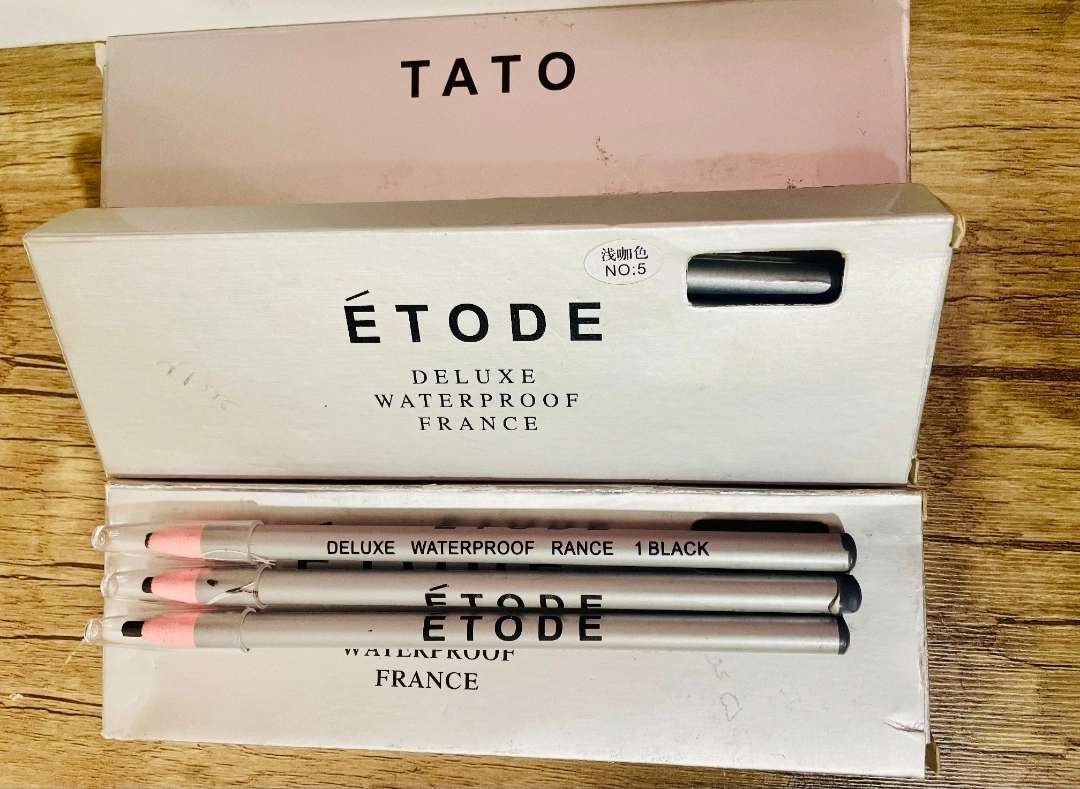 TATO
浅咖色
NO:5
ÉTODE
DELUXE
WATERPROOF
FRANCE
ÉTODE
DELUXE WATERPROOF RANCE 1 BLACK
ÉTODE
ÉTODE
WATERPROOF
FRANCE